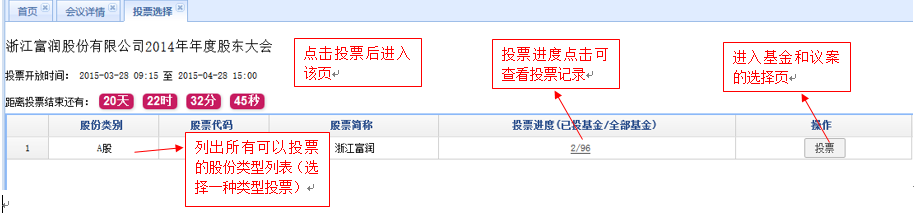 首页 会议详情 投票选择
浙江富润股份有限公司2014年年度股东大会
投票开放时间： 2015-03-28 09:15 至 2015-04-28 15:00
距离投票结束还有： 20天 22时 32分 45秒
点击投票后进入
该页
投票进度点击可
查看投票记录
进入基金和议案
的选择页
股份类别 股票代码 股票简称 投票进度(已投基金/全部基金) 操作
1 A股 浙江富润 2/96 投票
列出所有可以投票
的股份类型列表（选
择一种类型投票）